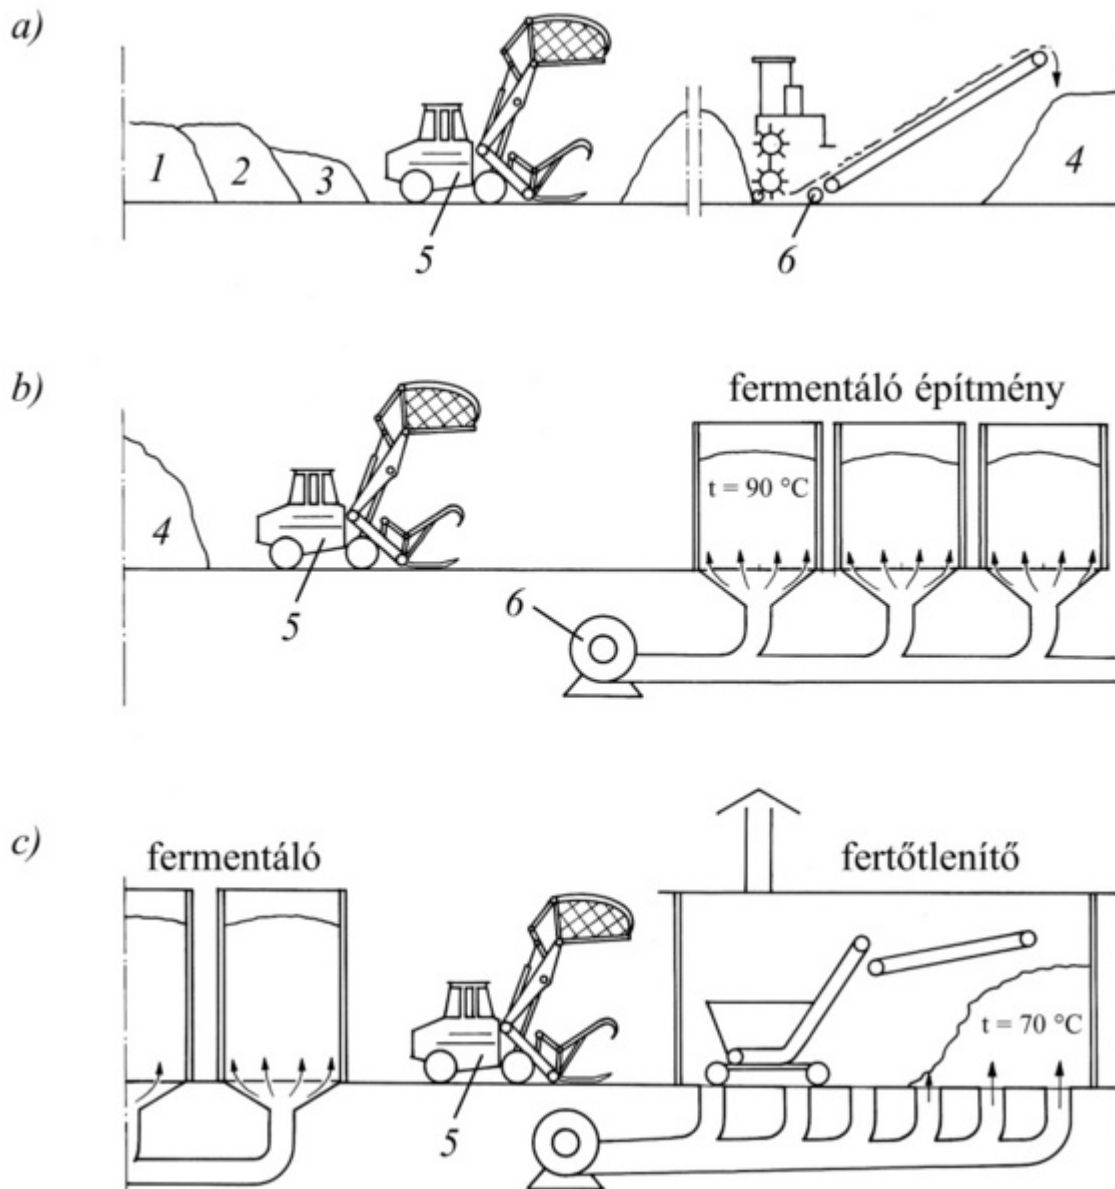 a)
1 2 3 4
5 6
b)
fermentáló építmény
t = 90 °C
4
5 6
c)
fermentáló fertőtlenítő
t = 70 °C
5